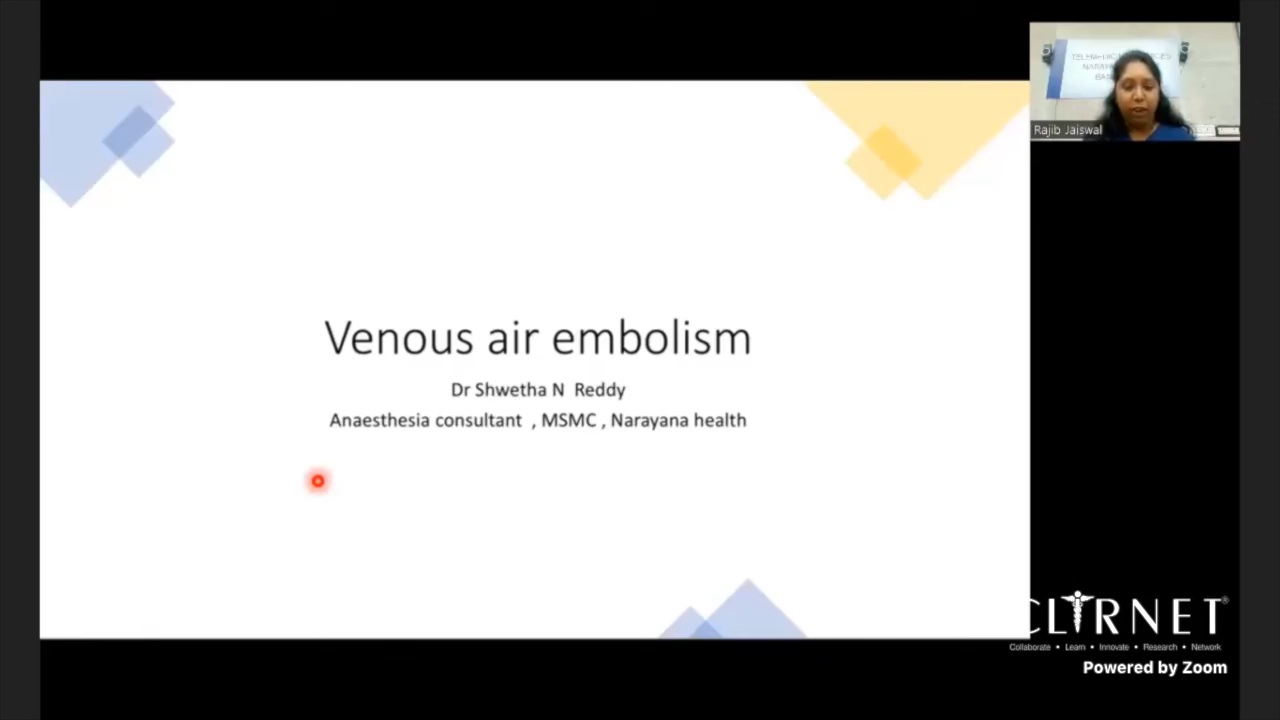 Venous air embolism
Dr Shwetha N Reddy
Anaesthesia consultant , MSMC , Narayana health
Rajib Jaiswal
CLIRNET®
Collaborate • Learn • Innovate • Research • Network
Powered by Zoom